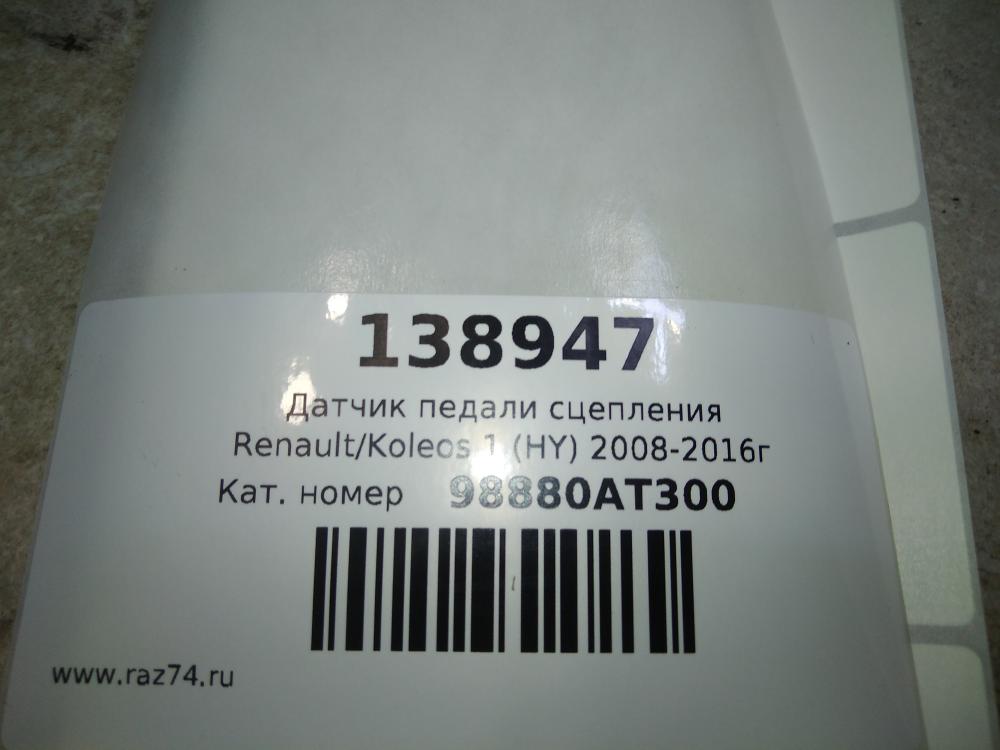 138947
Датчик педали сцепления
Renault/Koleos 1 (HY) 2008-2016г
Кат. номер 98880AT300
www.raz74.ru